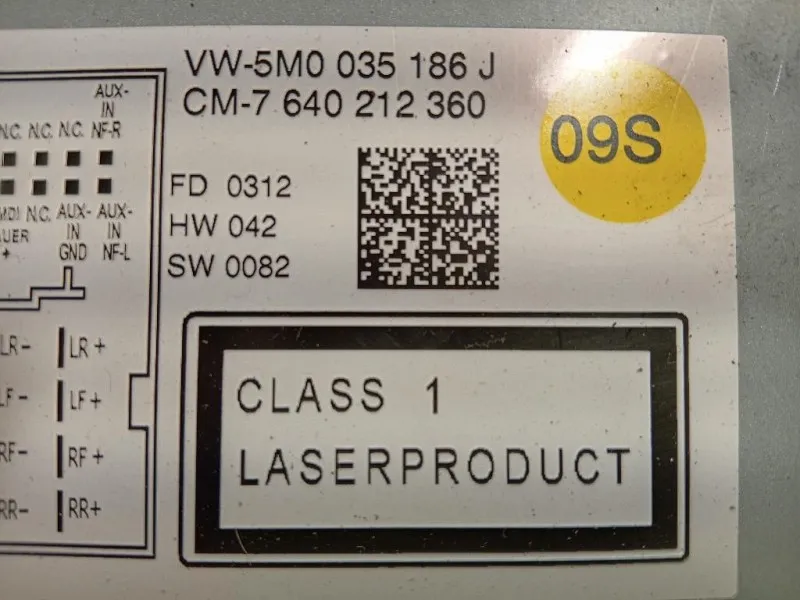 VW-5M0 035 186 J
CM-7 640 212 360
09S
FD 0312
HW 042
SW 0082
CLASS 1
LASERPRODUCT
AUX-
IN
N.C. N.C. N.C. NF-R
MDI N.C. AUX- AUX-
IN IN
+ GND NF-L
LR- LR+
LF- LF+
RF- RF+
RR- RR+